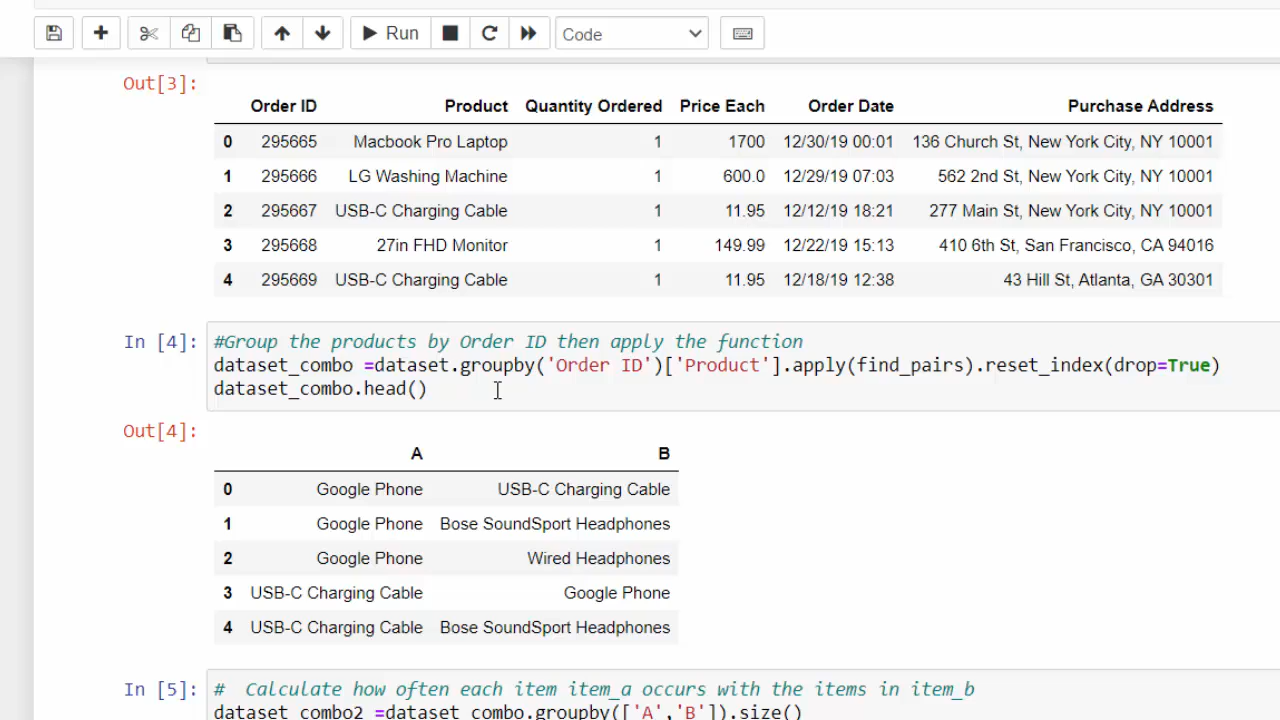 Run Code
Out[3]:
Order ID Product Quantity Ordered Price Each Order Date Purchase Address
0 295665 Macbook Pro Laptop 1 1700 12/30/19 00:01 136 Church St, New York City, NY 10001
1 295666 LG Washing Machine 1 600.0 12/29/19 07:03 562 2nd St, New York City, NY 10001
2 295667 USB-C Charging Cable 1 11.95 12/12/19 18:21 277 Main St, New York City, NY 10001
3 295668 27in FHD Monitor 1 149.99 12/22/19 15:13 410 6th St, San Francisco, CA 94016
4 295669 USB-C Charging Cable 1 11.95 12/18/19 12:38 43 Hill St, Atlanta, GA 30301
In [4]: #Group the products by Order ID then apply the function
dataset_combo =dataset.groupby('Order ID')['Product'].apply(find_pairs).reset_index(drop=True)
dataset_combo.head()
Out[4]:
A B
0 Google Phone USB-C Charging Cable
1 Google Phone Bose SoundSport Headphones
2 Google Phone Wired Headphones
3 USB-C Charging Cable Google Phone
4 USB-C Charging Cable Bose SoundSport Headphones
In [5]: # Calculate how often each item item_a occurs with the items in item_b
dataset_combo2 =dataset_combo.groupby(['A','B']).size()